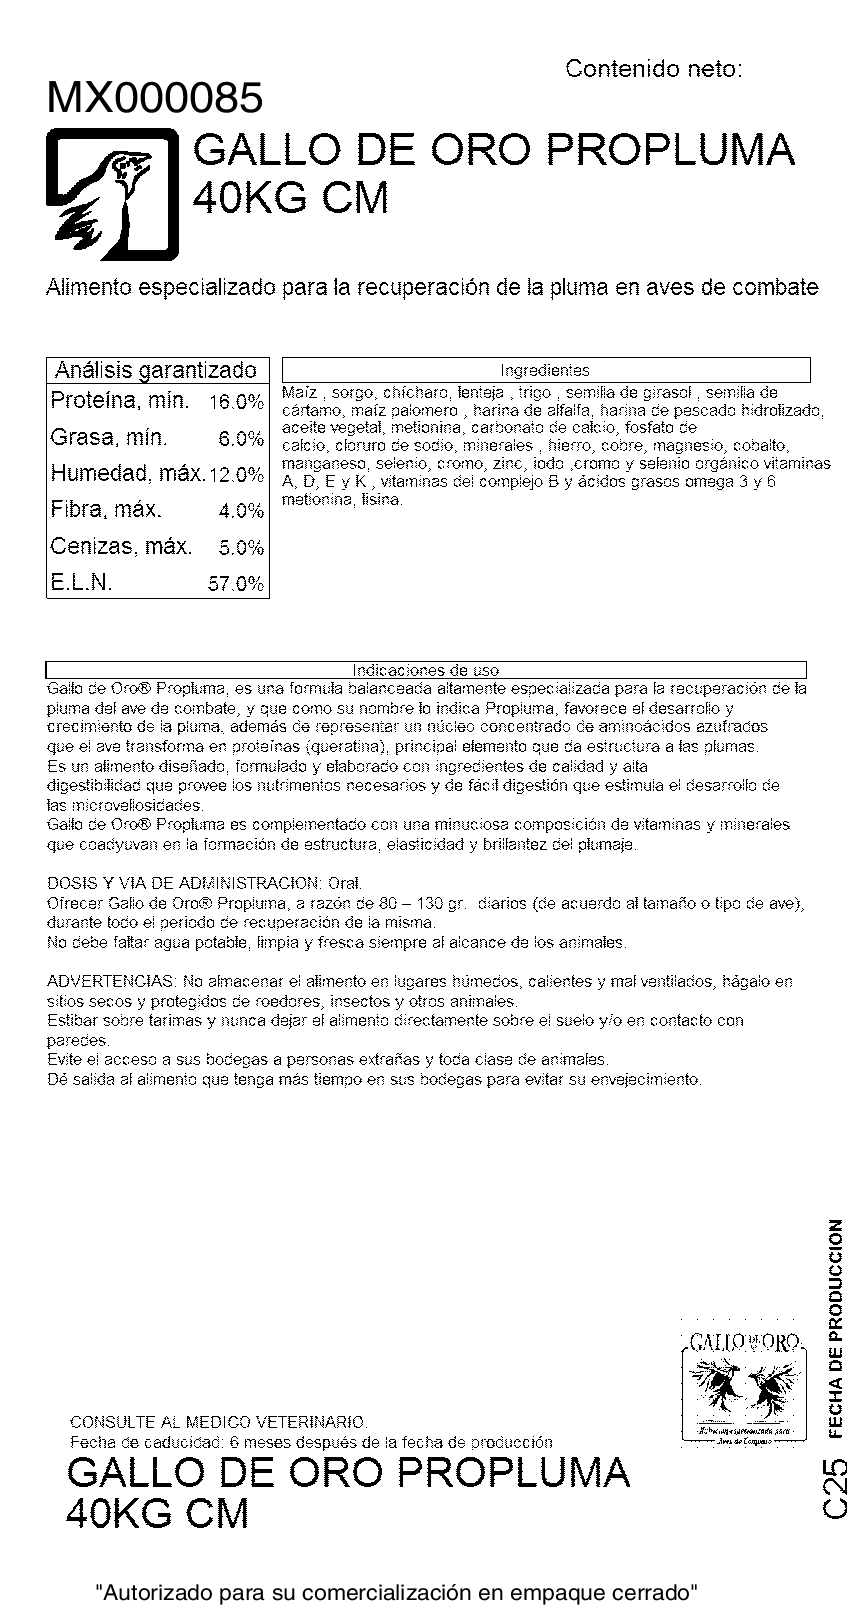 Contenido neto:
MX000085
GALLO DE ORO PROPLUMA
40KG CM
Alimento especializado para la recuperación de la pluma en aves de combate
Análisis garantizado
Proteína, mín. 16.0%
Grasa, mín. 6.0%
Humedad, máx. 12.0%
Fibra, máx. 4.0%
Cenizas, máx. 5.0%
E.L.N. 57.0%
Ingredientes
Maíz , sorgo, chícharo, lenteja , trigo , semilla de girasol , semilla de
cártamo, maíz palomero , harina de alfalfa, harina de pescado hidrolizado,
aceite vegetal, metionina, carbonato de calcio, fosfato de
calcio, cloruro de sodio, minerales , hierro, cobre, magnesio, cobalto,
manganeso, selenio, cromo, zinc, iodo ,cromo y selenio orgánico vitaminas
A, D, E y K , vitaminas del complejo B y ácidos grasos omega 3 y 6
metionina, lisina.
Indicaciones de uso
Gallo de Oro® Propluma, es una formula balanceada altamente especializada para la recuperación de la
pluma del ave de combate, y que como su nombre lo indica Propluma, favorece el desarrollo y
crecimiento de la pluma, además de representar un núcleo concentrado de aminoácidos azufrados
que el ave transforma en proteínas (queratina), principal elemento que da estructura a las plumas.
Es un alimento diseñado, formulado y elaborado con ingredientes de calidad y alta
digestibilidad que provee los nutrimentos necesarios y de fácil digestión que estimula el desarrollo de
las microvellosidades.
Gallo de Oro® Propluma es complementado con una minuciosa composición de vitaminas y minerales
que coadyuvan en la formación de estructura, elasticidad y brillantez del plumaje.
DOSIS Y VIA DE ADMINISTRACION: Oral.
Ofrecer Gallo de Oro® Propluma, a razón de 80 – 130 gr. diarios (de acuerdo al tamaño o tipo de ave),
durante todo el periodo de recuperación de la misma.
No debe faltar agua potable, limpia y fresca siempre al alcance de los animales.
ADVERTENCIAS: No almacenar el alimento en lugares húmedos, calientes y mal ventilados, hágalo en
sitios secos y protegidos de roedores, insectos y otros animales.
Estibar sobre tarimas y nunca dejar el alimento directamente sobre el suelo y/o en contacto con
paredes.
Evite el acceso a sus bodegas a personas extrañas y toda clase de animales.
Dé salida al alimento que tenga más tiempo en sus bodegas para evitar su envejecimiento.
FECHA DE PRODUCCION
C25
GALLO DE ORO
Aves de Combate
CONSULTE AL MEDICO VETERINARIO.
Fecha de caducidad: 6 meses después de la fecha de producción
GALLO DE ORO PROPLUMA
40KG CM
"Autorizado para su comercialización en empaque cerrado"